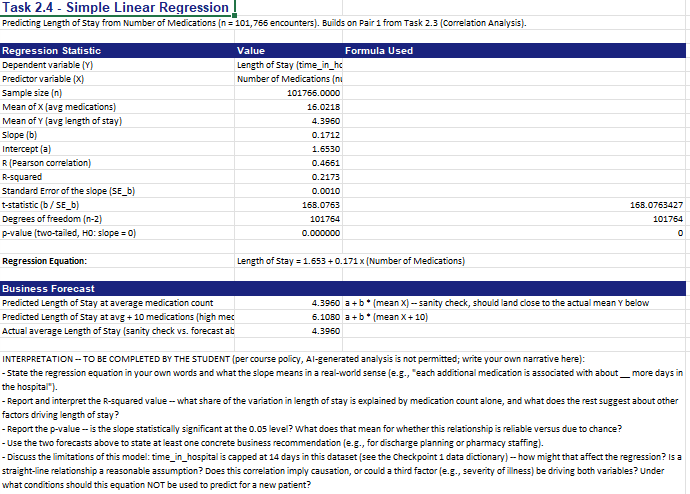 Task 2.4 - Simple Linear Regression
Predicting Length of Stay from Number of Medications (n = 101,766 encounters). Builds on Pair 1 from Task 2.3 (Correlation Analysis).
Regression Statistic Value Formula Used
Dependent variable (Y) Length of Stay (time_in_ho
Predictor variable (X) Number of Medications (nu
Sample size (n) 101766.0000
Mean of X (avg medications) 16.0218
Mean of Y (avg length of stay) 4.3960
Slope (b) 0.1712
Intercept (a) 1.6530
R (Pearson correlation) 0.4661
R-squared 0.2173
Standard Error of the slope (SE_b) 0.0010
t-statistic (b / SE_b) 168.0763 168.0763427
Degrees of freedom (n-2) 101764 101764
p-value (two-tailed, H0: slope = 0) 0.000000 0
Regression Equation: Length of Stay = 1.653 + 0.171 x (Number of Medications)
Business Forecast
Predicted Length of Stay at average medication count 4.3960 a + b * (mean X) -- sanity check, should land close to the actual mean Y below
Predicted Length of Stay at avg + 10 medications (high med 6.1080 a + b * (mean X + 10)
Actual average Length of Stay (sanity check vs. forecast ab 4.3960
INTERPRETATION -- TO BE COMPLETED BY THE STUDENT (per course policy, AI-generated analysis is not permitted; write your own narrative here):
- State the regression equation in your own words and what the slope means in a real-world sense (e.g., "each additional medication is associated with about __ more days in
the hospital").
- Report and interpret the R-squared value -- what share of the variation in length of stay is explained by medication count alone, and what does the rest suggest about other
factors driving length of stay?
- Report the p-value -- is the slope statistically significant at the 0.05 level? What does that mean for whether this relationship is reliable versus due to chance?
- Use the two forecasts above to state at least one concrete business recommendation (e.g., for discharge planning or pharmacy staffing).
- Discuss the limitations of this model: time_in_hospital is capped at 14 days in this dataset (see the Checkpoint 1 data dictionary) -- how might that affect the regression? Is a
straight-line relationship a reasonable assumption? Does this correlation imply causation, or could a third factor (e.g., severity of illness) be driving both variables? Under
what conditions should this equation NOT be used to predict for a new patient?